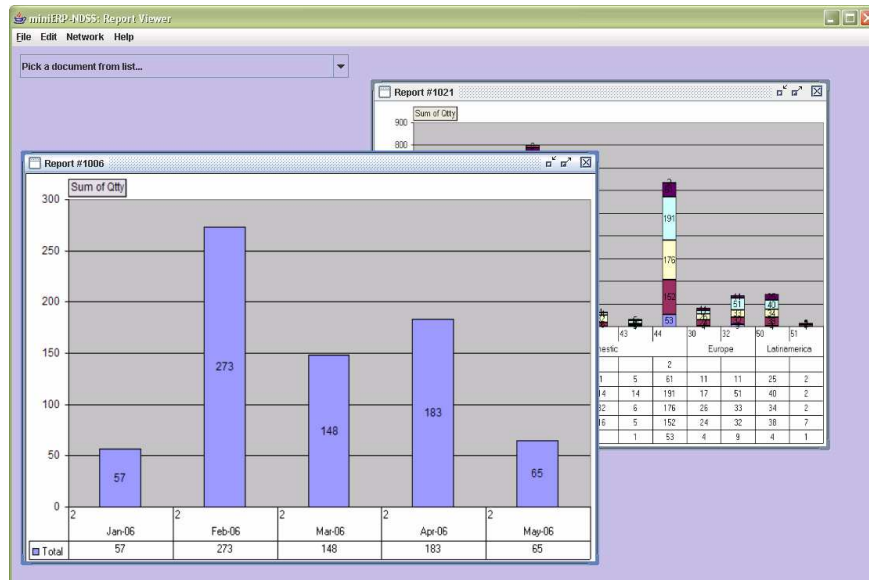 miniERP-NDSS: Report Viewer
File Edit Network Help
Pick a document from list...
Report #1021
Sum of Qtty
900
800
191
176
152
53
51
33
40
34
43 44 30 32 50 51
Europe Latinamerica
2
5 61 11 11 25 2
14 191 17 51 40 2
6 176 26 33 34 2
5 152 24 32 38 7
1 53 4 9 4 1
Report #1006
Sum of Qtty
300
250
200
150
100
50
0
57
273
148
183
65
2 2 2 2 2
Jan-06 Feb-06 Mar-06 Apr-06 May-06
Total 57 273 148 183 65